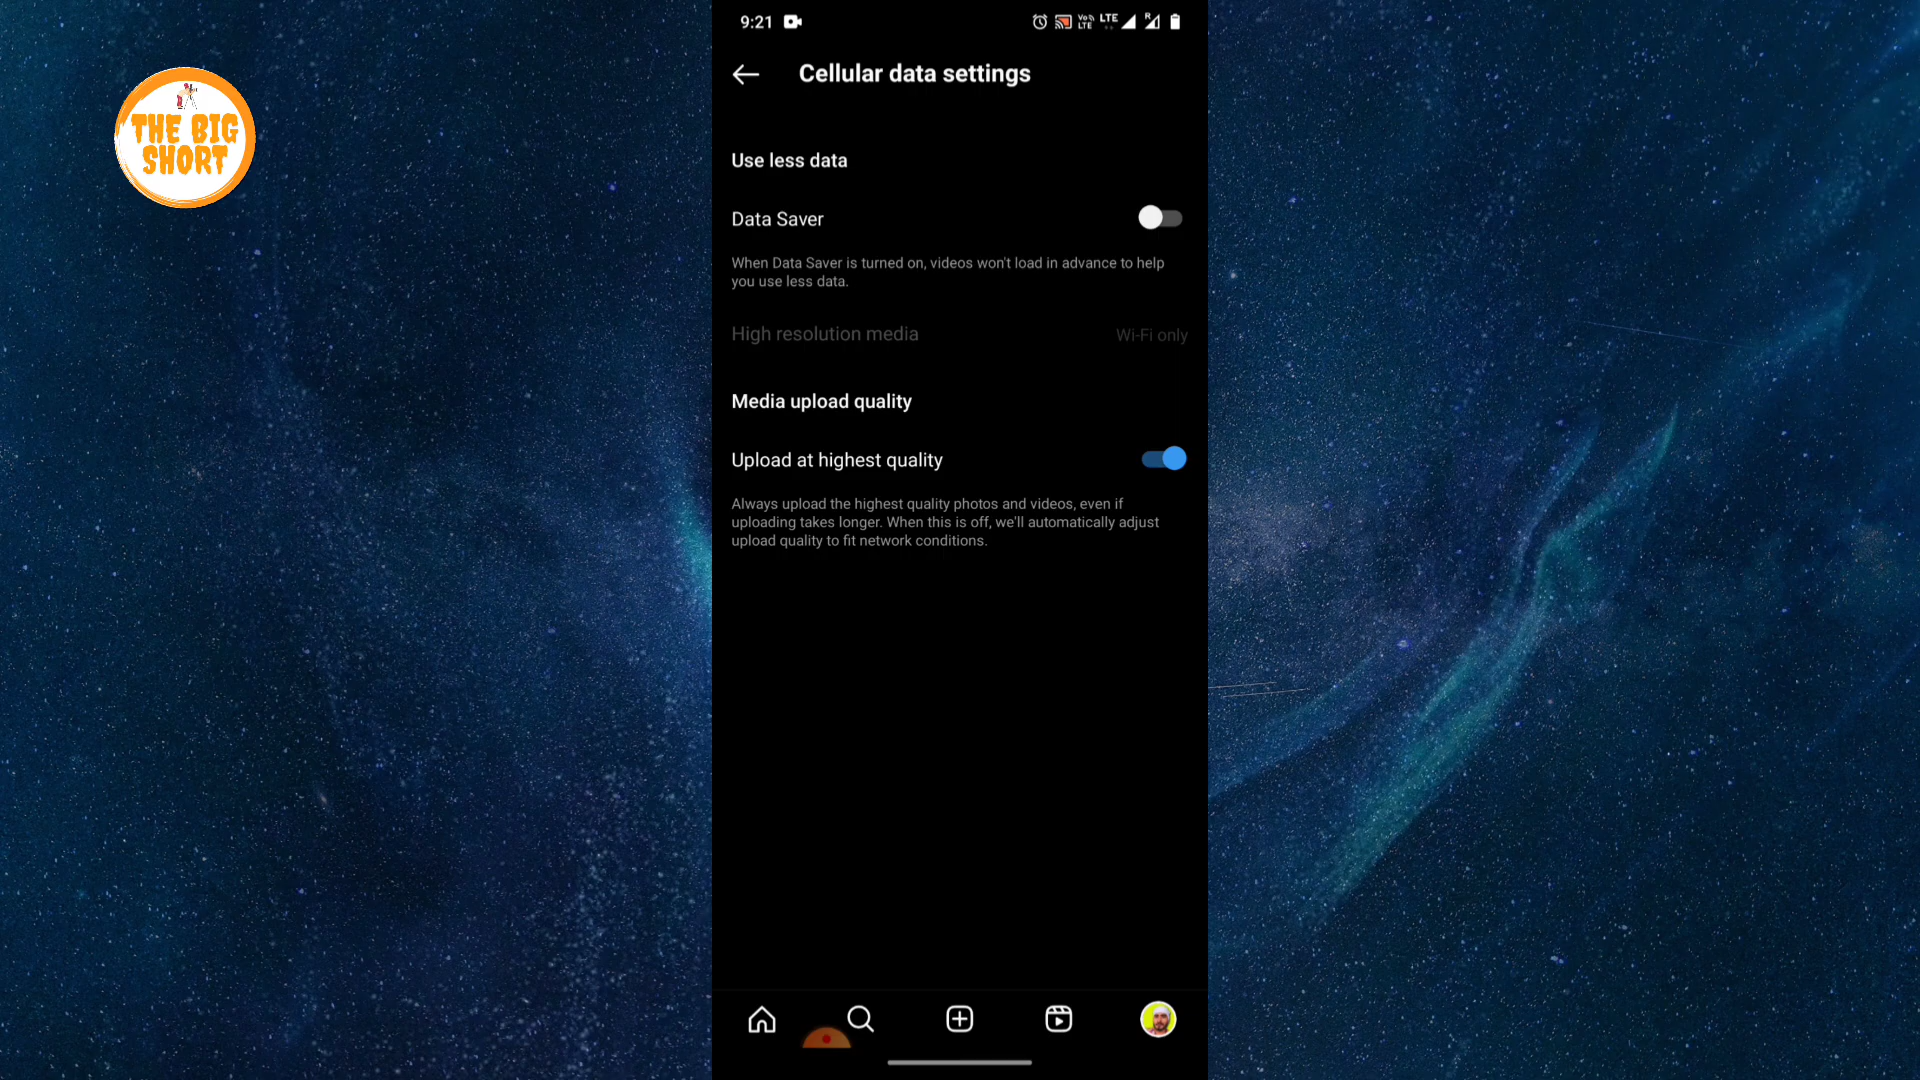 THE BIG
SHORT
9:21
Vo))
LTE
LTE
R
Cellular data settings
Use less data
Data Saver
When Data Saver is turned on, videos won't load in advance to help
you use less data.
High resolution media
Wi-Fi only
Media upload quality
Upload at highest quality
Always upload the highest quality photos and videos, even if
uploading takes longer. When this is off, we'll automatically adjust
upload quality to fit network conditions.